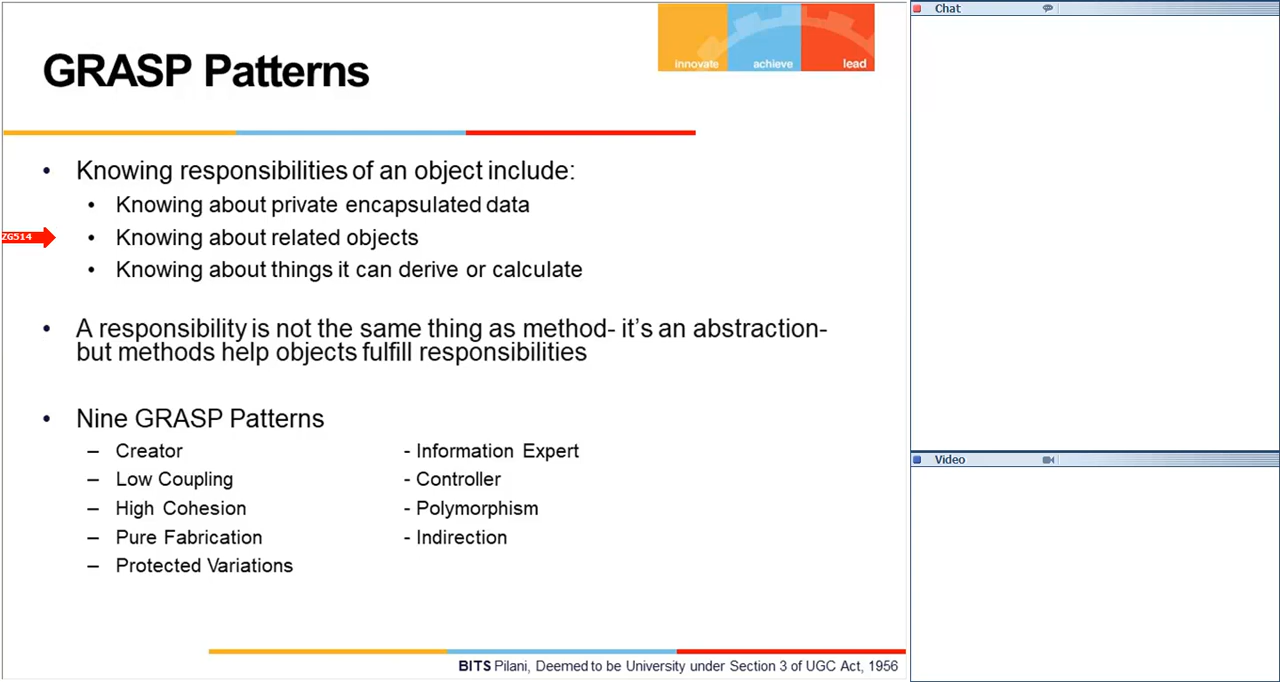 Chat
GRASP Patterns
innovate achieve lead
• Knowing responsibilities of an object include:
• Knowing about private encapsulated data
ZG514
• Knowing about related objects
• Knowing about things it can derive or calculate
• A responsibility is not the same thing as method- it’s an abstraction-
but methods help objects fulfill responsibilities
• Nine GRASP Patterns
– Creator - Information Expert
– Low Coupling - Controller
– High Cohesion - Polymorphism
– Pure Fabrication - Indirection
– Protected Variations
Video
BITS Pilani, Deemed to be University under Section 3 of UGC Act, 1956